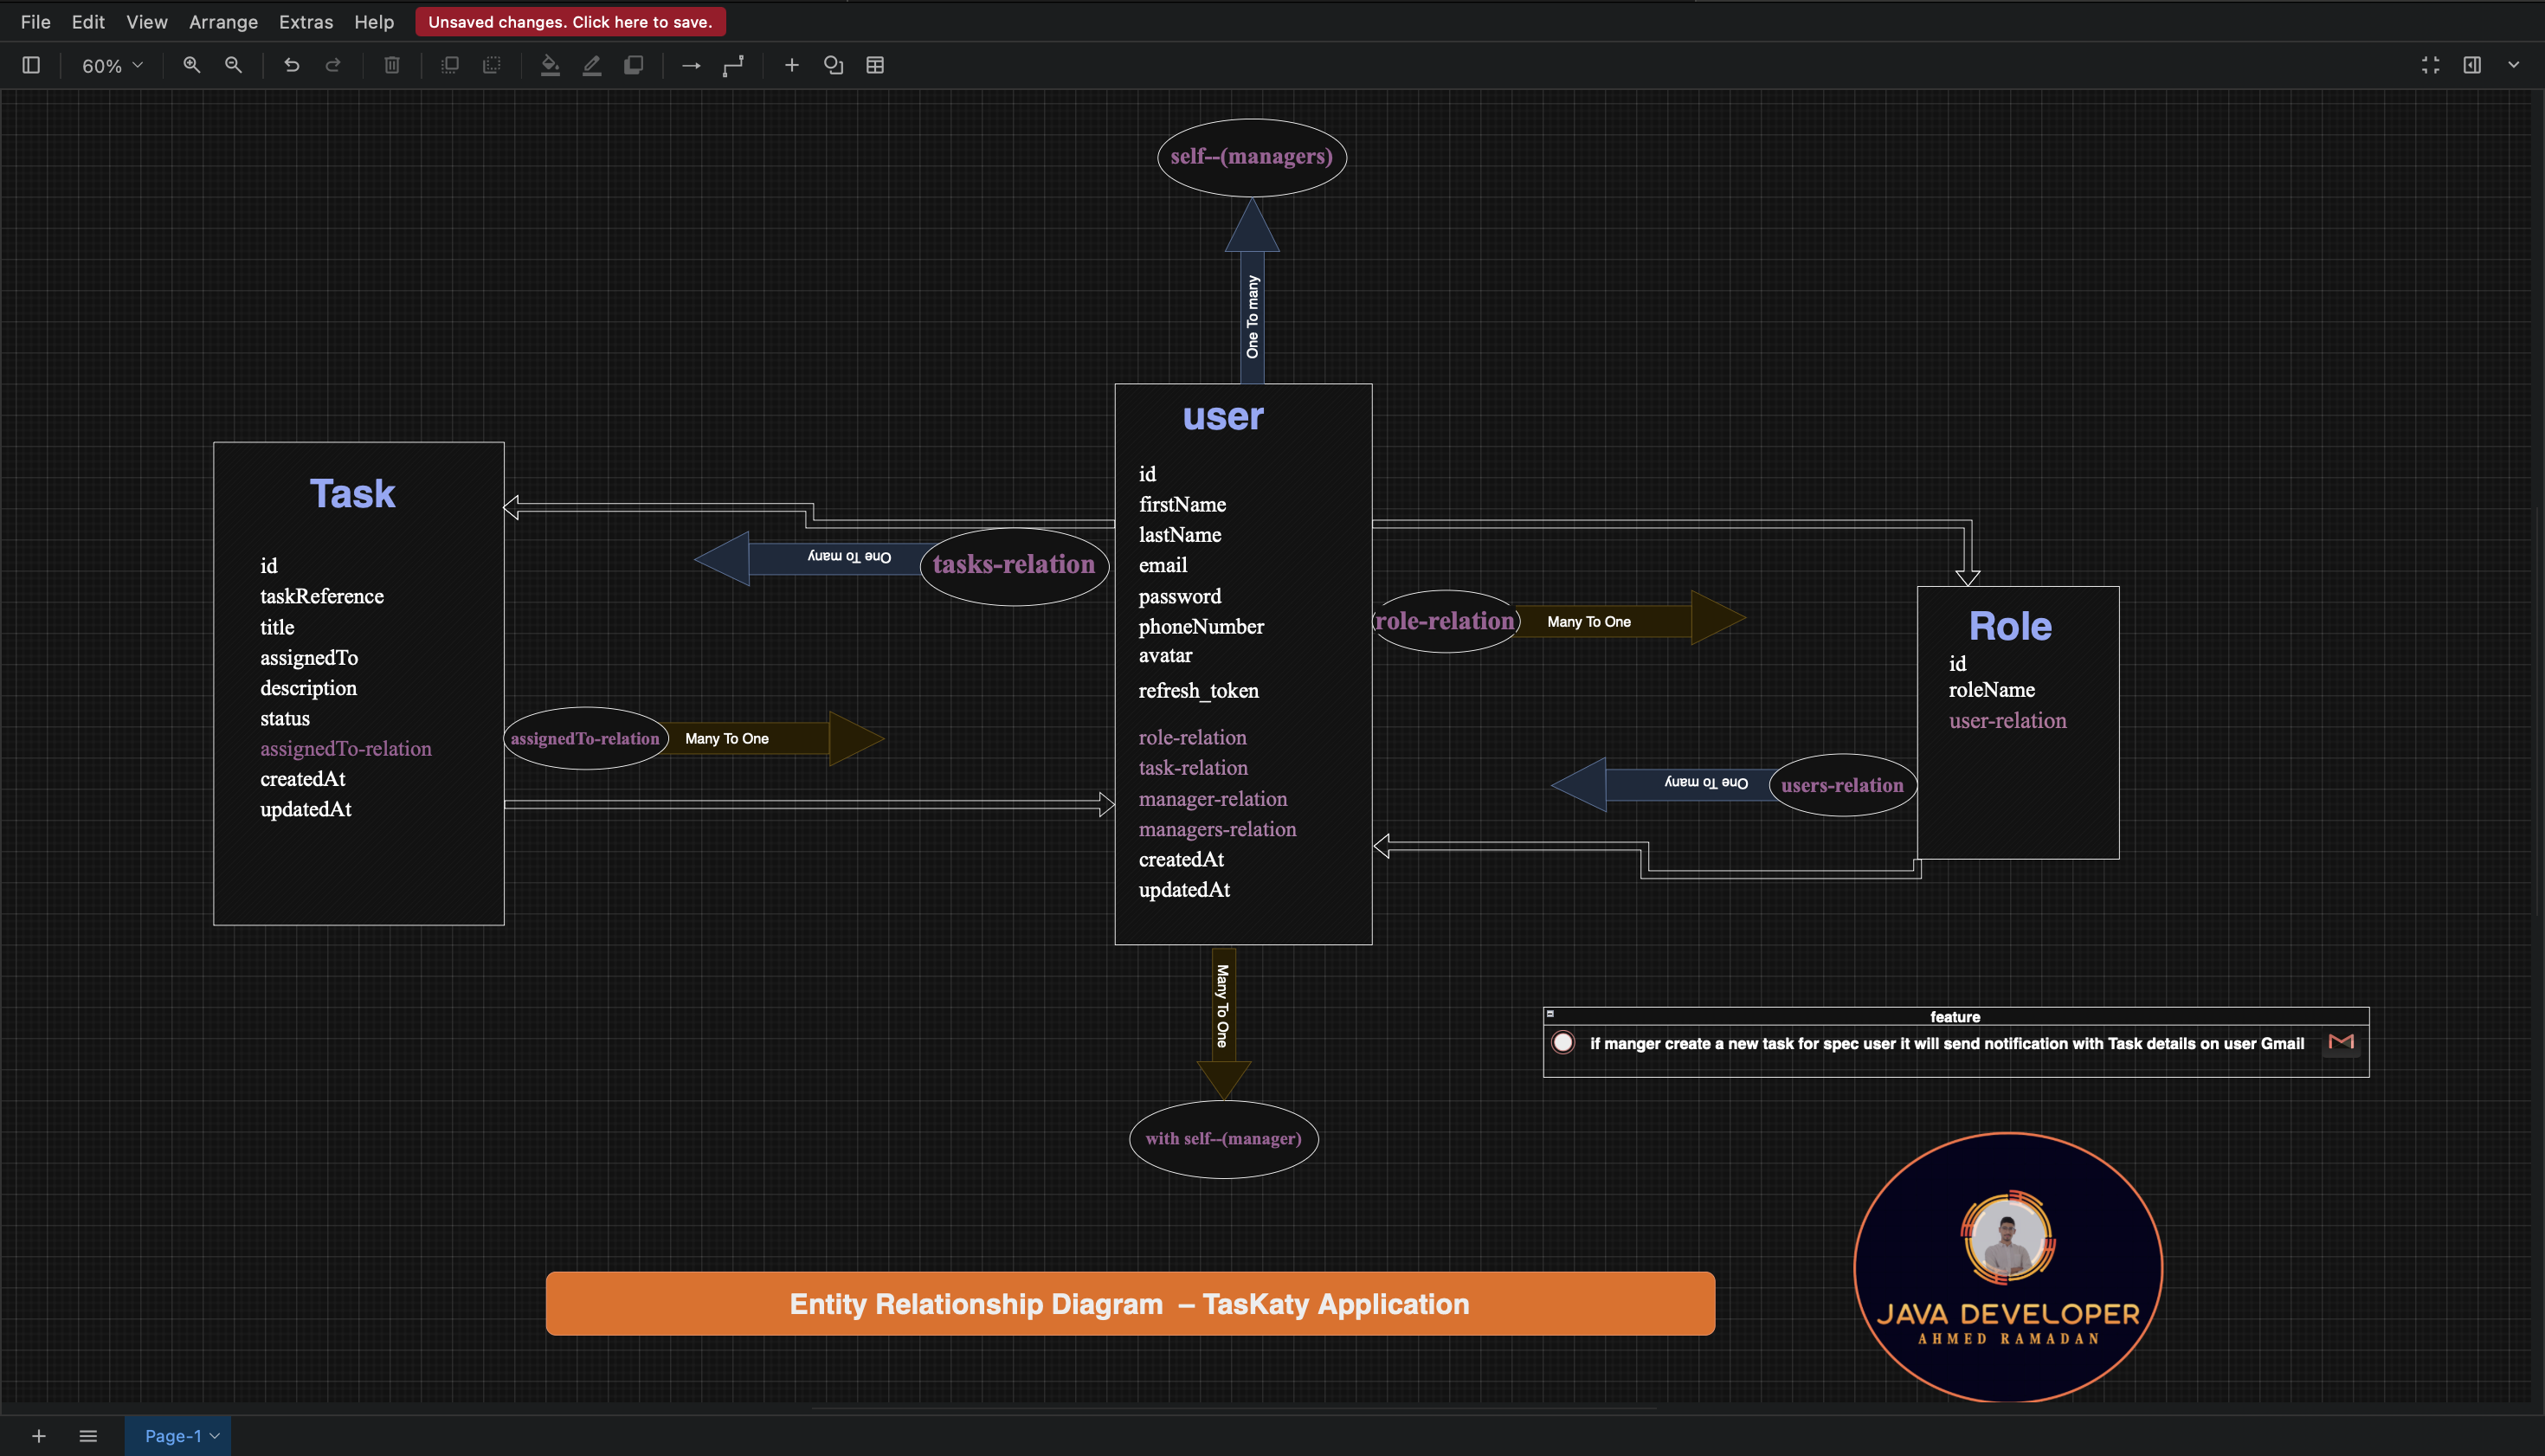 File Edit View Arrange Extras Help Unsaved changes. Click here to save.
60%
self--(managers)
One To many
user
id
firstName
lastName
email
password
phoneNumber
avatar
refresh_token
role-relation
task-relation
manager-relation
managers-relation
createdAt
updatedAt
Task
id
taskReference
title
assignedTo
description
status
assignedTo-relation
createdAt
updatedAt
One To many
tasks-relation
assignedTo-relation
Many To One
role-relation
Many To One
Role
id
roleName
user-relation
One To many
users-relation
Many To One
with self--(manager)
feature
if manger create a new task for spec user it will send notification with Task details on user Gmail
Entity Relationship Diagram – TasKaty Application
JAVA DEVELOPER
AHMED RAMADAN
Page-1